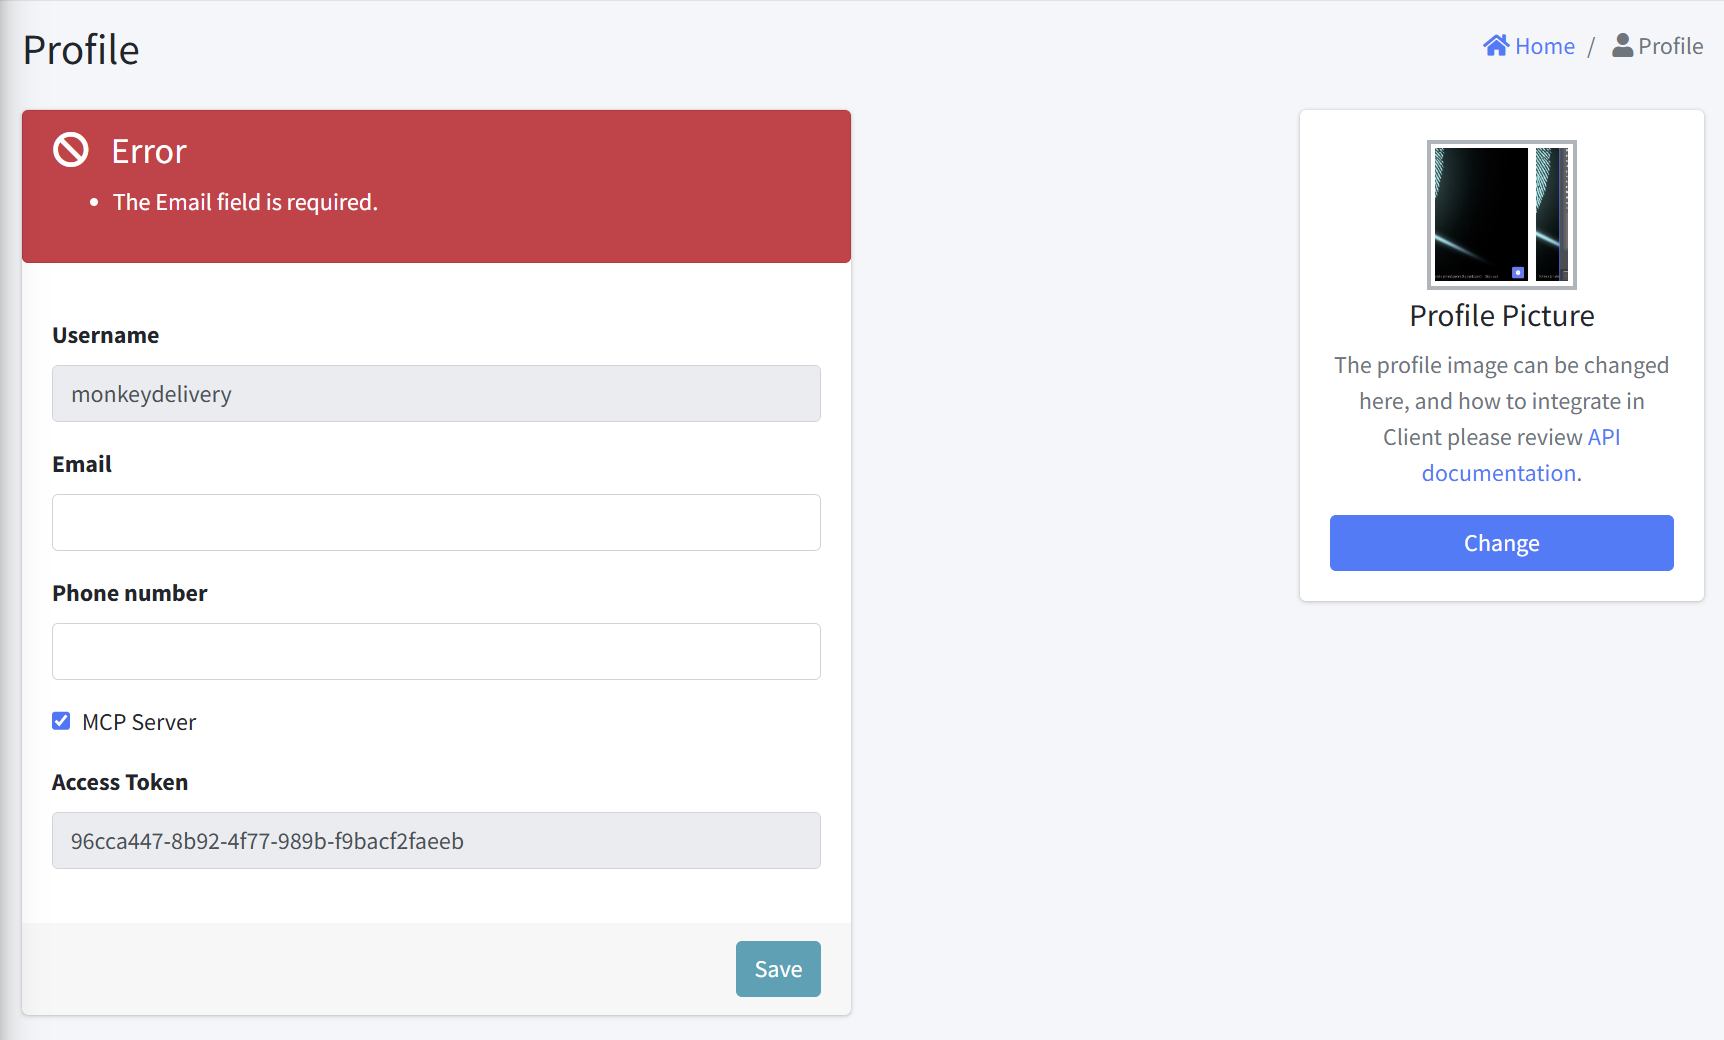 Profile
Home / Profile
Error
• The Email field is required.
Username
monkeydelivery
Email
Phone number
MCP Server
Access Token
96cca447-8b92-4f77-989b-f9bacf2faeeb
Save
Profile Picture
The profile image can be changed
here, and how to integrate in
Client please review API
documentation.
Change